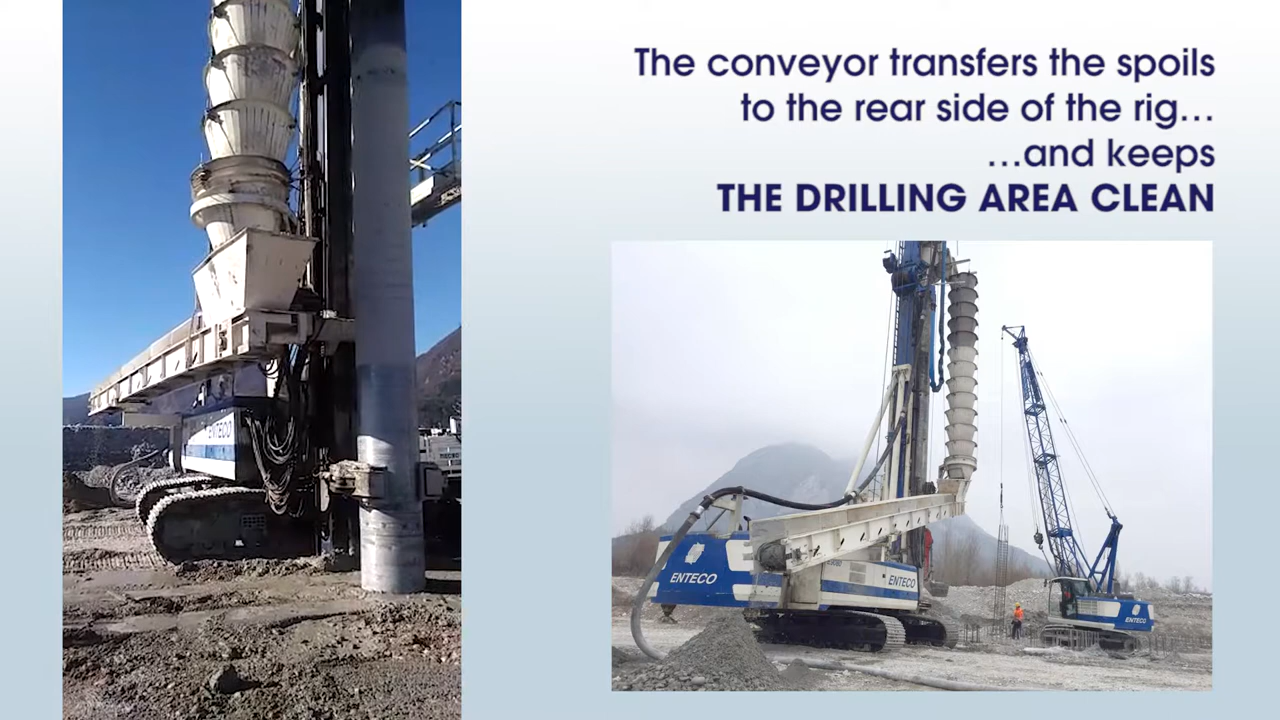 The conveyor transfers the spoils
to the rear side of the rig...
...and keeps
THE DRILLING AREA CLEAN
ENTECO
ENTECO
ENTECO
ENTECO